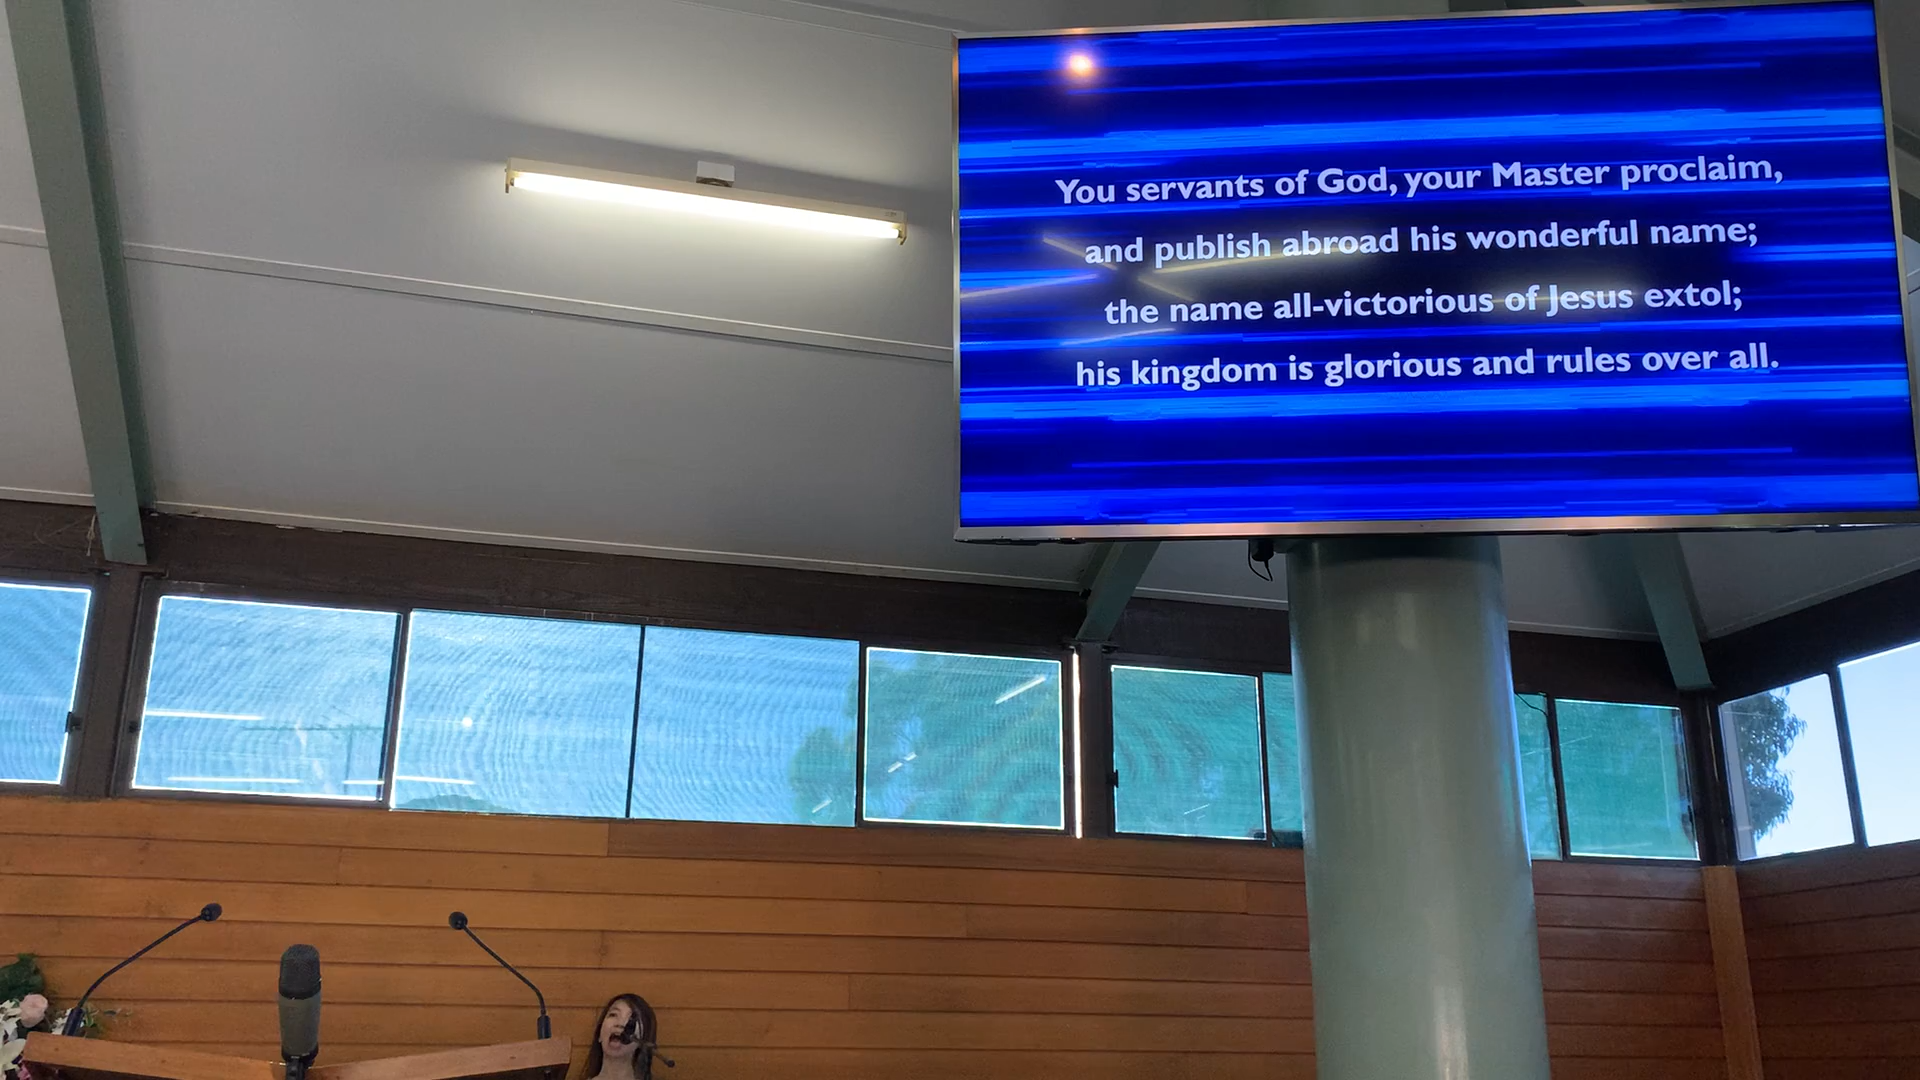 You servants of God, your Master proclaim,
and publish abroad his wonderful name;
the name all-victorious of Jesus extol;
his kingdom is glorious and rules over all.